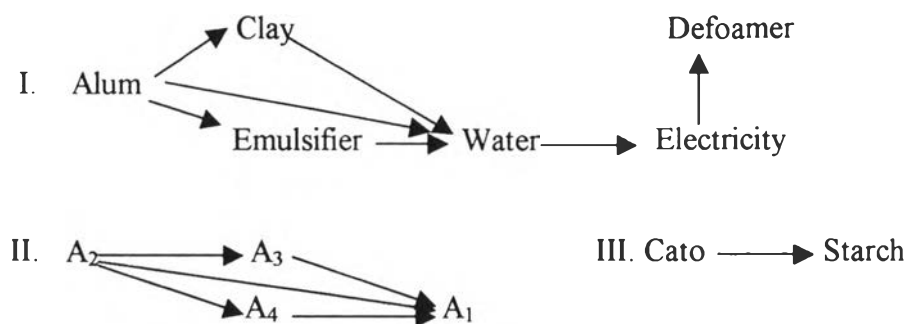 Clay
Defoamer
I. Alum
Emulsifier
Water
Electricity
II. A₂
A₃
III. Cato
Starch
A₄
A₁